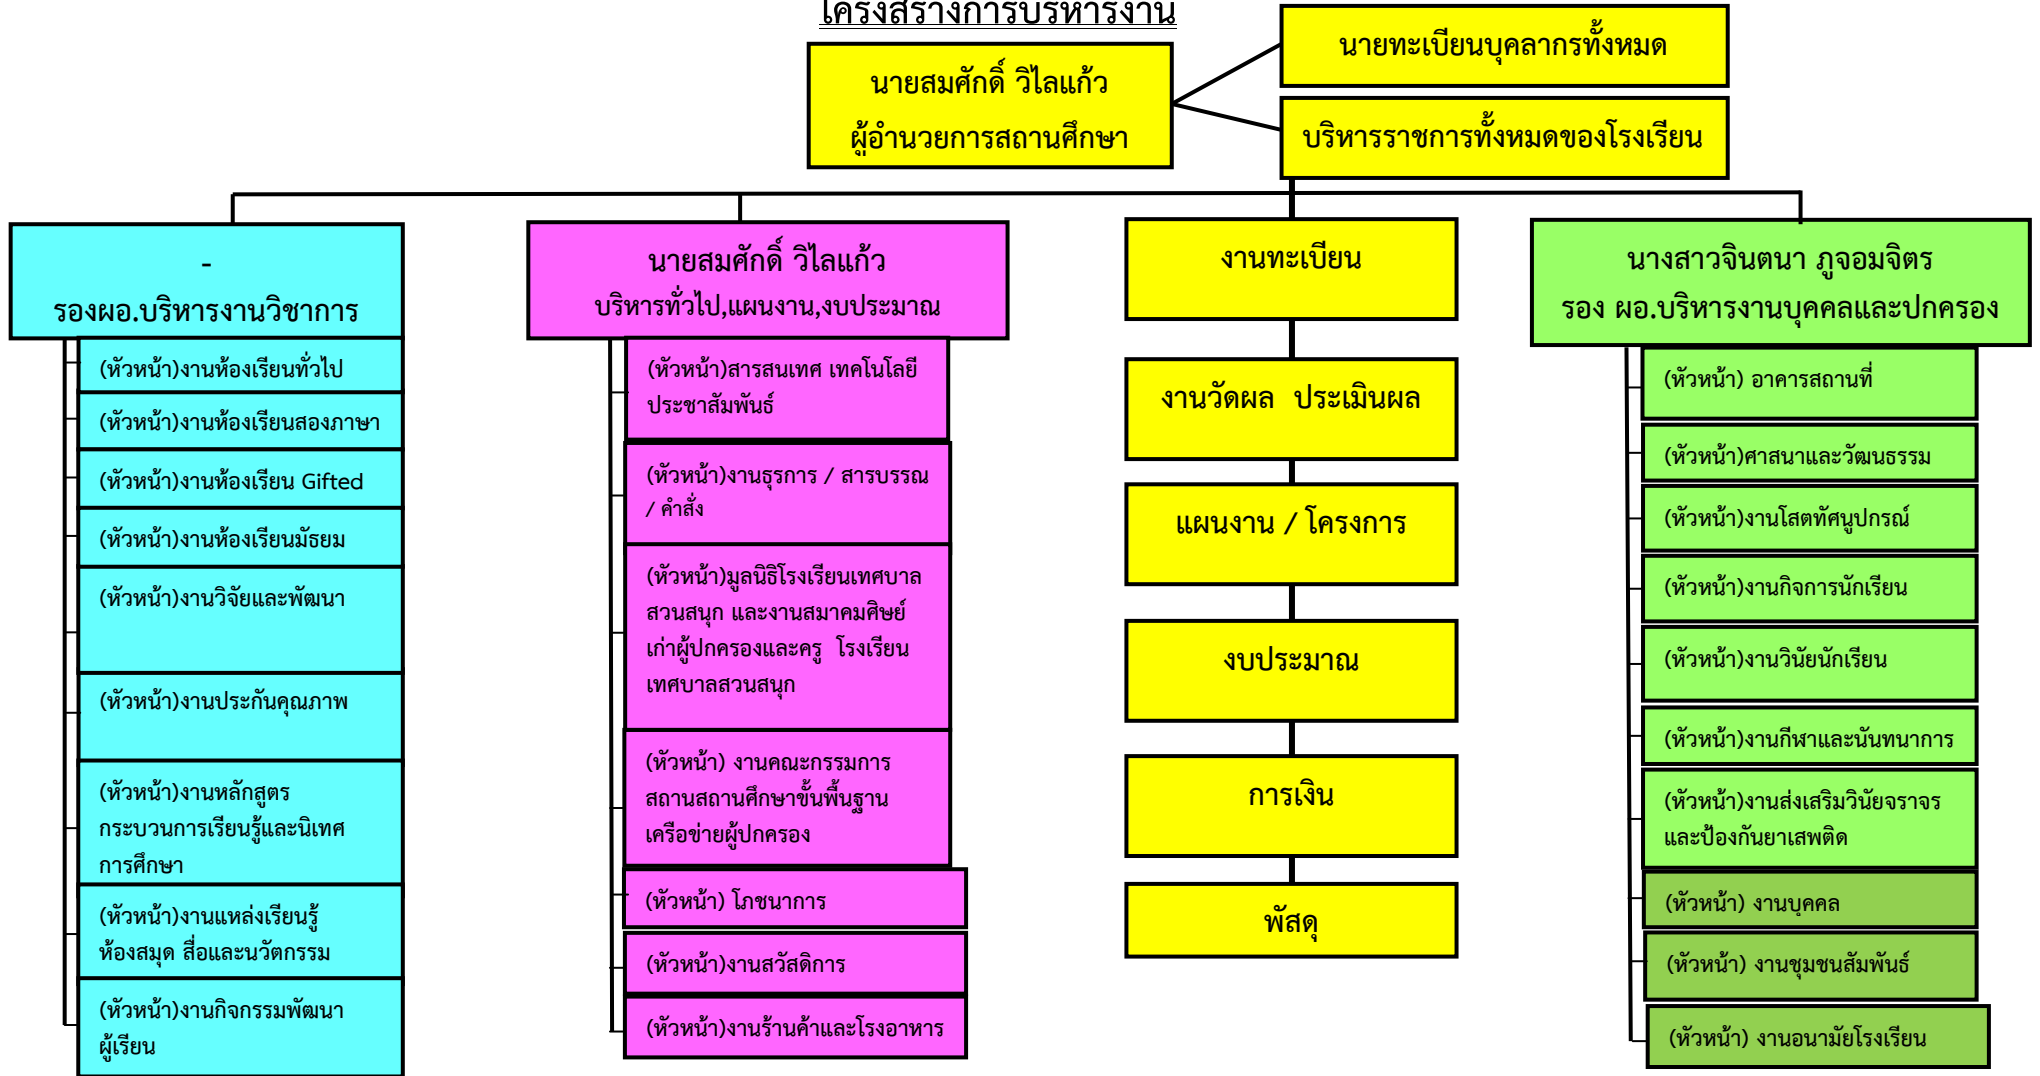 โครงสร้างการบริหารงาน
นายสมศักดิ์ วิไลแก้ว
ผู้อำนวยการสถานศึกษา
นายทะเบียนบุคลากรทั้งหมด
บริหารราชการทั้งหมดของโรงเรียน
-
รองผอ.บริหารงานวิชาการ
(หัวหน้า)งานห้องเรียนทั่วไป
(หัวหน้า)งานห้องเรียนสองภาษา
(หัวหน้า)งานห้องเรียน Gifted
(หัวหน้า)งานห้องเรียนมัธยม
(หัวหน้า)งานวิจัยและพัฒนา
(หัวหน้า)งานประกันคุณภาพ
(หัวหน้า)งานหลักสูตร
กระบวนการเรียนรู้และนิเทศ
การศึกษา
(หัวหน้า)งานแหล่งเรียนรู้
ห้องสมุด สื่อและนวัตกรรม
(หัวหน้า)งานกิจกรรมพัฒนา
ผู้เรียน
นายสมศักดิ์ วิไลแก้ว
บริหารทั่วไป,แผนงาน,งบประมาณ
(หัวหน้า)สารสนเทศ เทคโนโลยี
ประชาสัมพันธ์
(หัวหน้า)งานธุรการ / สารบรรณ
/ คำสั่ง
(หัวหน้า)มูลนิธิโรงเรียนเทศบาล
สวนสนุก และงานสมาคมศิษย์
เก่าผู้ปกครองและครู โรงเรียน
เทศบาลสวนสนุก
(หัวหน้า) งานคณะกรรมการ
สถานสถานศึกษาขั้นพื้นฐาน
เครือข่ายผู้ปกครอง
(หัวหน้า) โภชนาการ
(หัวหน้า)งานสวัสดิการ
(หัวหน้า)งานร้านค้าและโรงอาหาร
งานทะเบียน
งานวัดผล ประเมินผล
แผนงาน / โครงการ
งบประมาณ
การเงิน
พัสดุ
นางสาวจินตนา ภูจอมจิตร
รอง ผอ.บริหารงานบุคคลและปกครอง
(หัวหน้า) อาคารสถานที่
(หัวหน้า)ศาสนาและวัฒนธรรม
(หัวหน้า)งานโสตทัศนูปกรณ์
(หัวหน้า)งานกิจการนักเรียน
(หัวหน้า)งานวินัยนักเรียน
(หัวหน้า)งานกีฬาและนันทนาการ
(หัวหน้า)งานส่งเสริมวินัยจราจร
และป้องกันยาเสพติด
(หัวหน้า) งานบุคคล
(หัวหน้า) งานชุมชนสัมพันธ์
(หัวหน้า) งานอนามัยโรงเรียน